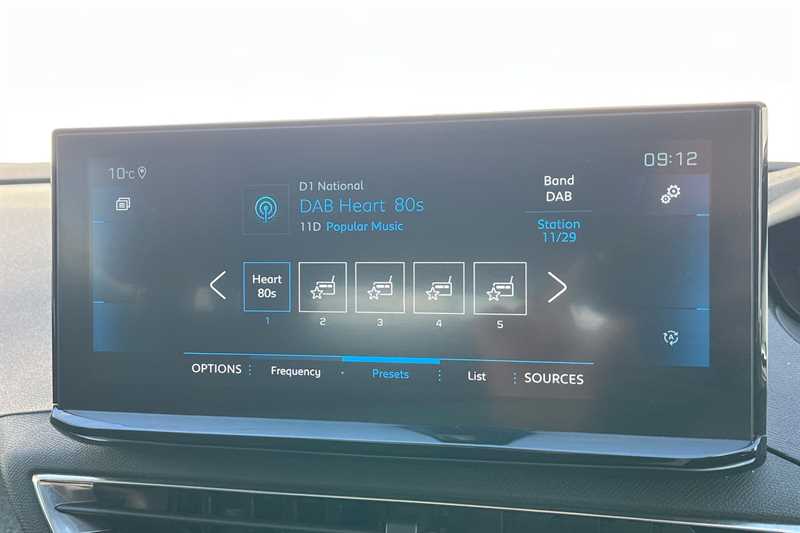 10°C
09:12
D1 National
DAB Heart 80s
11D Popular Music
Band
DAB
Station
11/29
Heart
80s
1 2 3 4 5
OPTIONS Frequency Presets List SOURCES
A